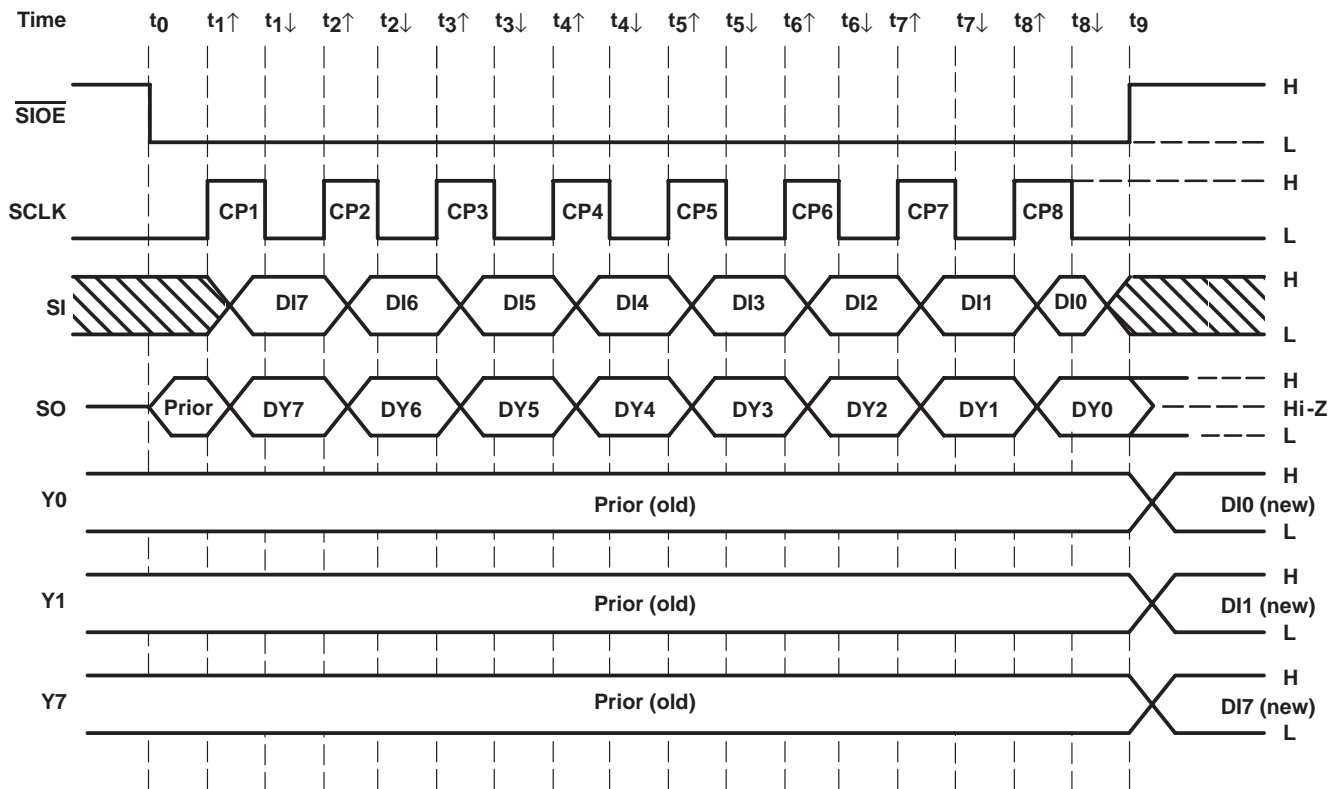 Time t0 t1↑ t1↓ t2↑ t2↓ t3↑ t3↓ t4↑ t4↓ t5↑ t5↓ t6↑ t6↓ t7↑ t7↓ t8↑ t8↓ t9
H
SIOE
L
H
SCLK CP1 CP2 CP3 CP4 CP5 CP6 CP7 CP8
L
H
SI DI7 DI6 DI5 DI4 DI3 DI2 DI1 DI0
L
H
SO Prior DY7 DY6 DY5 DY4 DY3 DY2 DY1 DY0 Hi-Z
L
H
Y0 Prior (old) DI0 (new)
L
H
Y1 Prior (old) DI1 (new)
L
H
Y7 Prior (old) DI7 (new)
L